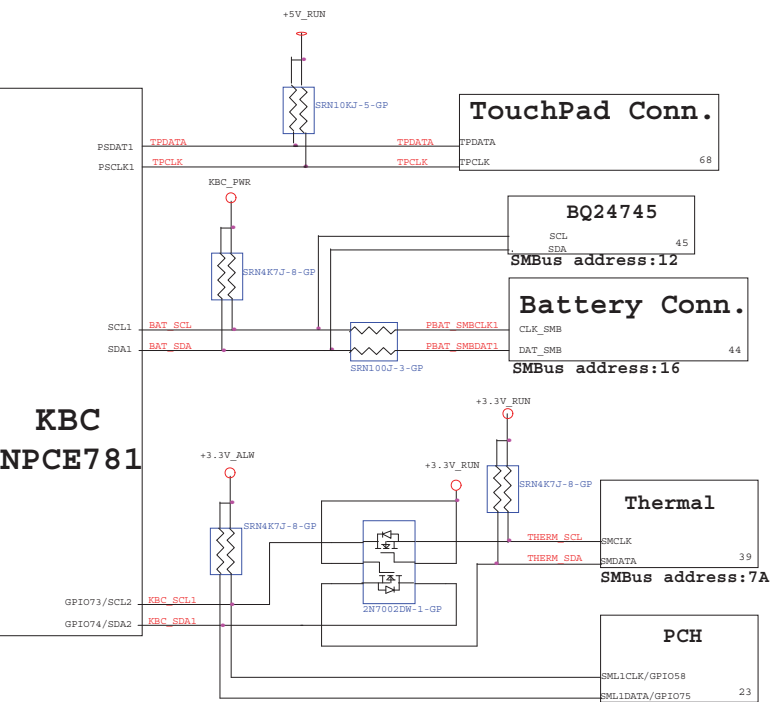 +5V_RUN
SRN10KJ-5-GP
TouchPad Conn.
PSDAT1 TPDATA TPDATA TPDATA
PSCLK1 TPCLK TPCLK TPCLK 68
KBC_PWR
BQ24745
SCL
SDA 45
SMBus address:12
SRN4K7J-8-GP
Battery Conn.
SCL1 BAT_SCL PBAT_SMBCLK1 CLK_SMB
SDA1 BAT_SDA PBAT_SMBDAT1 DAT_SMB 44
SRN100J-3-GP
SMBus address:16
KBC
NPCE781
+3.3V_RUN
+3.3V_ALW
+3.3V_RUN
SRN4K7J-8-GP
Thermal
SRN4K7J-8-GP
THERM_SCL SMCLK
THERM_SDA SMDATA 39
SMBus address:7A
GPIO73/SCL2 KBC_SCL1
2N7002DW-1-GP
GPIO74/SDA2 KBC_SDA1
PCH
SML1CLK/GPIO58
SML1DATA/GPIO75 23